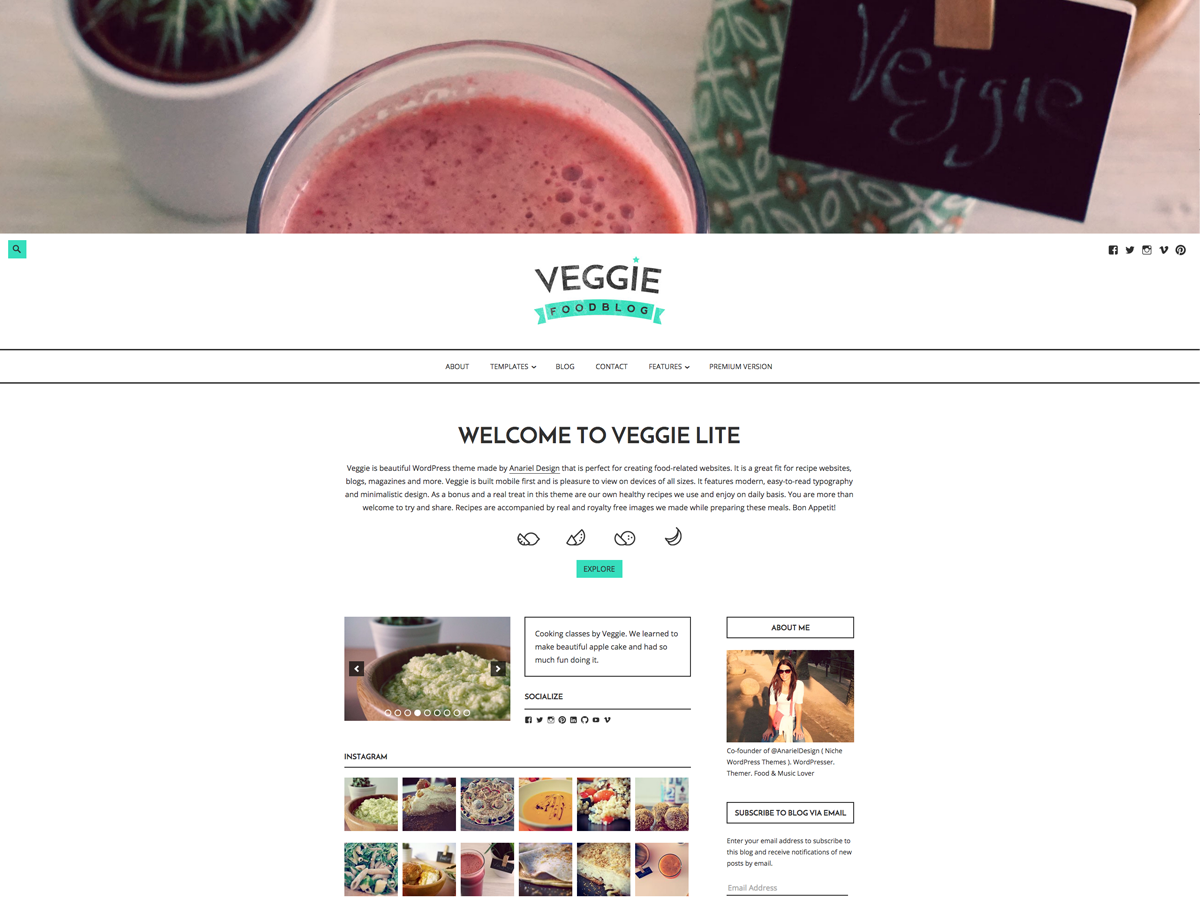 Veggie
VEGGIE
FOODBLOG
ABOUT TEMPLATES BLOG CONTACT FEATURES PREMIUM VERSION
WELCOME TO VEGGIE LITE
Veggie is beautiful WordPress theme made by Anariel Design that is perfect for creating food-related websites. It is a great fit for recipe websites,
blogs, magazines and more. Veggie is built mobile first and is pleasure to view on devices of all sizes. It features modern, easy-to-read typography
and minimalistic design. As a bonus and a real treat in this theme are our own healthy recipes we use and enjoy on daily basis. You are more than
welcome to try and share. Recipes are accompanied by real and royalty free images we made while preparing these meals. Bon Appetit!
EXPLORE
Cooking classes by Veggie. We learned to
make beautiful apple cake and had so
much fun doing it.
SOCIALIZE
INSTAGRAM
ABOUT ME
Co-founder of @AnarielDesign ( Niche
WordPress Themes ). WordPresser.
Themer. Food & Music Lover
SUBSCRIBE TO BLOG VIA EMAIL
Enter your email address to subscribe to
this blog and receive notifications of new
posts by email.
Email Address